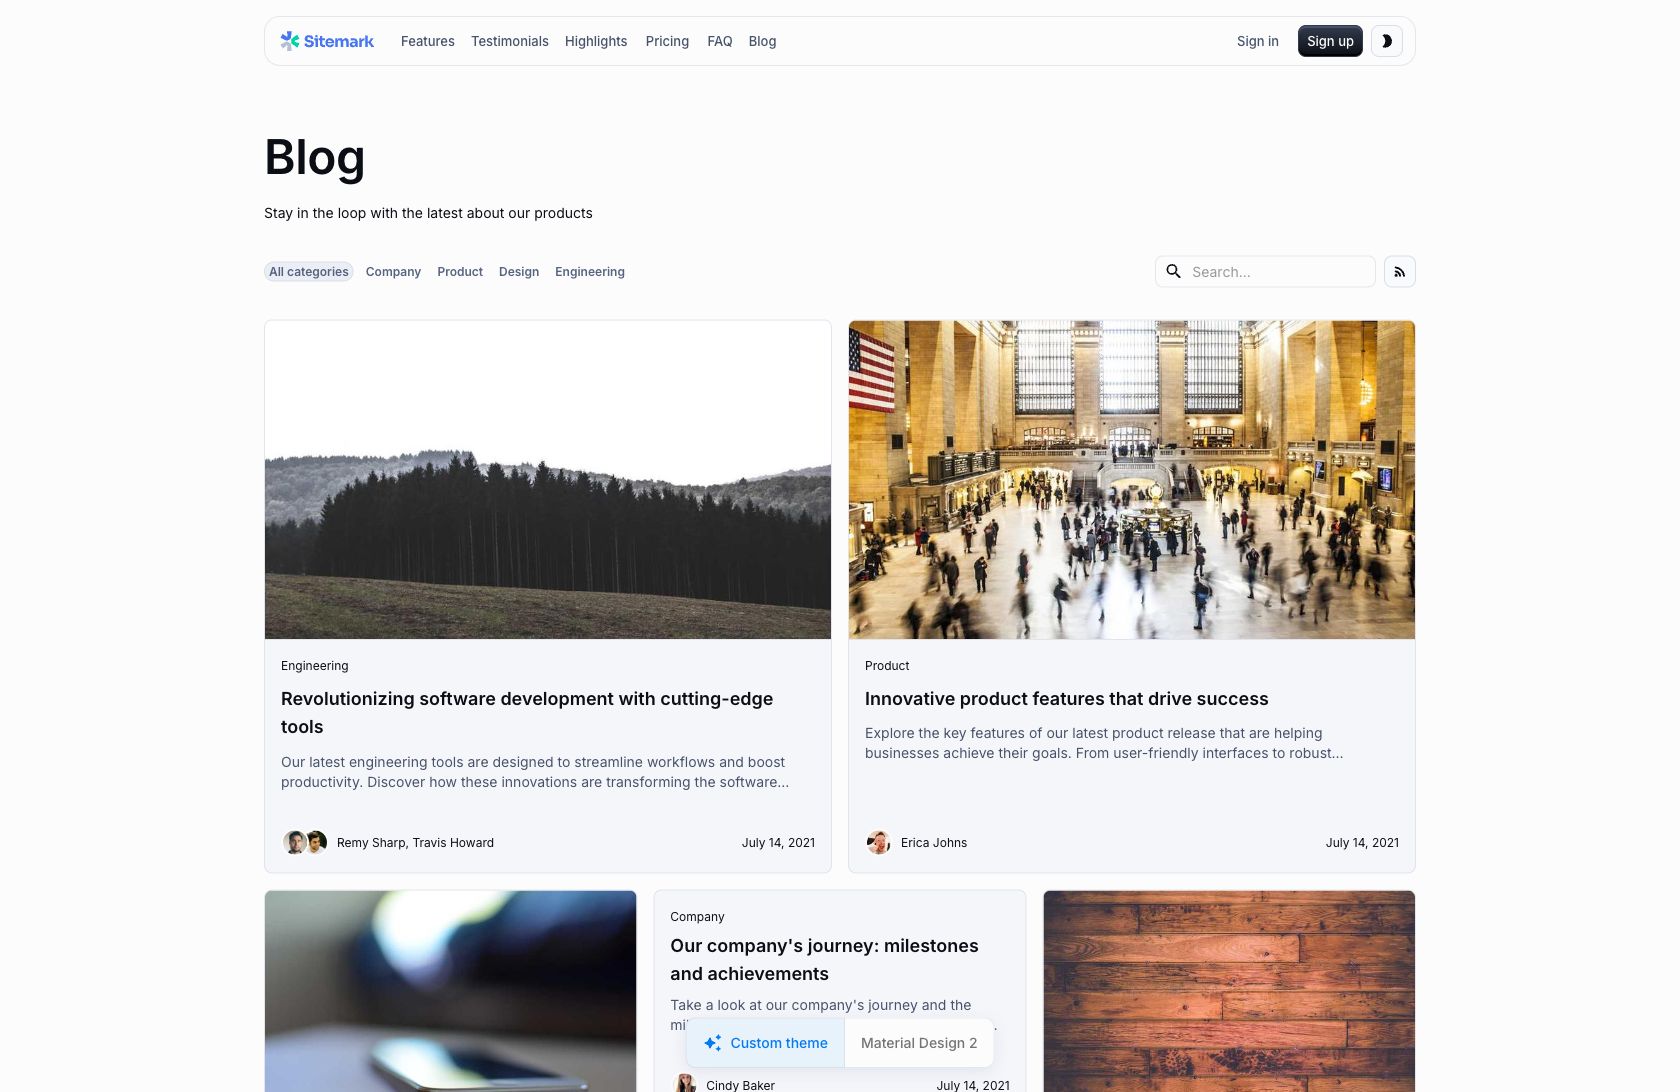 Sitemark
Features
Testimonials
Highlights
Pricing
FAQ
Blog
Sign in
Sign up
Blog
Stay in the loop with the latest about our products
All categories
Company
Product
Design
Engineering
Search…
Engineering
Revolutionizing software development with cutting-edge
tools
Our latest engineering tools are designed to streamline workflows and boost
productivity. Discover how these innovations are transforming the software…
Remy Sharp, Travis Howard
July 14, 2021
Product
Innovative product features that drive success
Explore the key features of our latest product release that are helping
businesses achieve their goals. From user-friendly interfaces to robust…
Erica Johns
July 14, 2021
Company
Our company's journey: milestones
and achievements
Take a look at our company's journey and the
Custom theme
Material Design 2
Cindy Baker
July 14, 2021